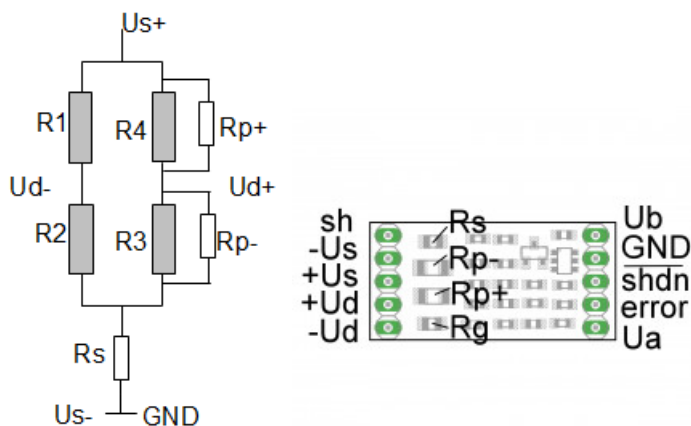 Us+
R1
R4
Rp+
Ud-
Ud+
R2
R3
Rp-
Rs
Us-
GND
sh
-Us
+Us
+Ud
-Ud
Rs
Rp-
Rp+
Rg
Ub
GND
shdn
error
Ua